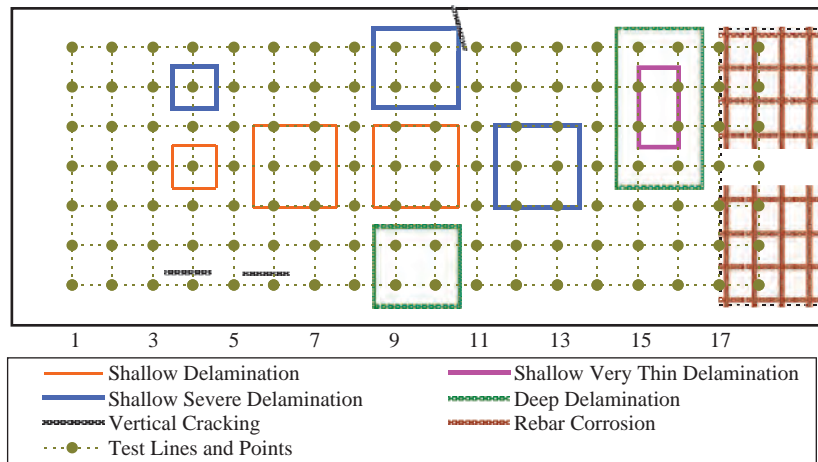 1 3 5 7 9 11 13 15 17
Shallow Delamination
Shallow Very Thin Delamination
Shallow Severe Delamination
Deep Delamination
Vertical Cracking
Rebar Corrosion
Test Lines and Points